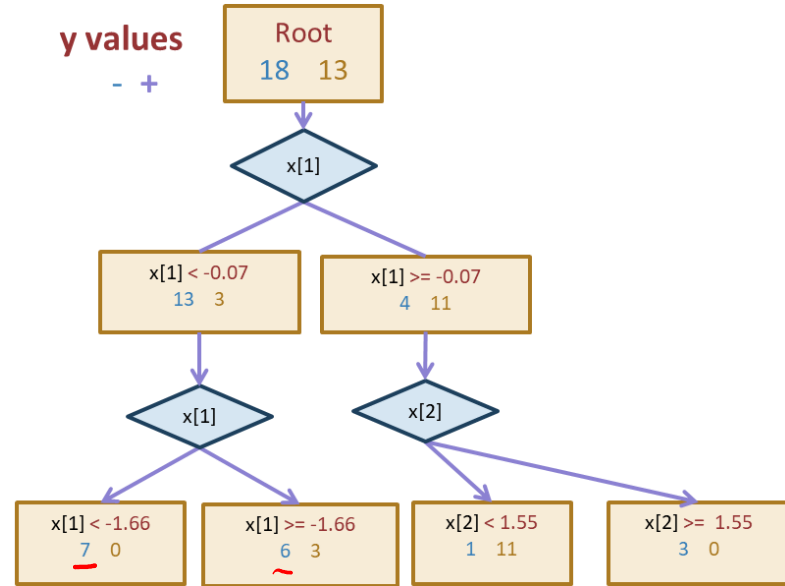 y values
- +
Root
18 13
x[1]
x[1] < -0.07
13 3
x[1] >= -0.07
4 11
x[1]
x[2]
x[1] < -1.66
7 0
x[1] >= -1.66
6 3
x[2] < 1.55
1 11
x[2] >= 1.55
3 0